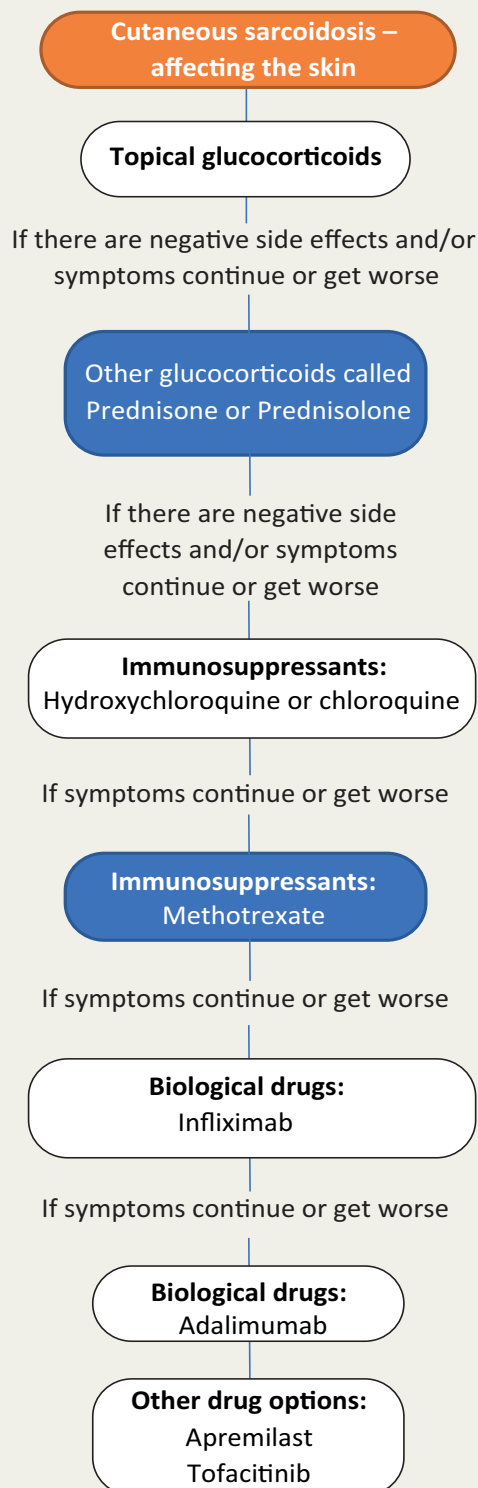 Cutaneous sarcoidosis –
affecting the skin
Topical glucocorticoids
If there are negative side effects and/or
symptoms continue or get worse
Other glucocorticoids called
Prednisone or Prednisolone
If there are negative side
effects and/or symptoms
continue or get worse
Immunosuppressants:
Hydroxychloroquine or chloroquine
If symptoms continue or get worse
Immunosuppressants:
Methotrexate
If symptoms continue or get worse
Biological drugs:
Infliximab
If symptoms continue or get worse
Biological drugs:
Adalimumab
Other drug options:
Apremilast
Tofacitinib